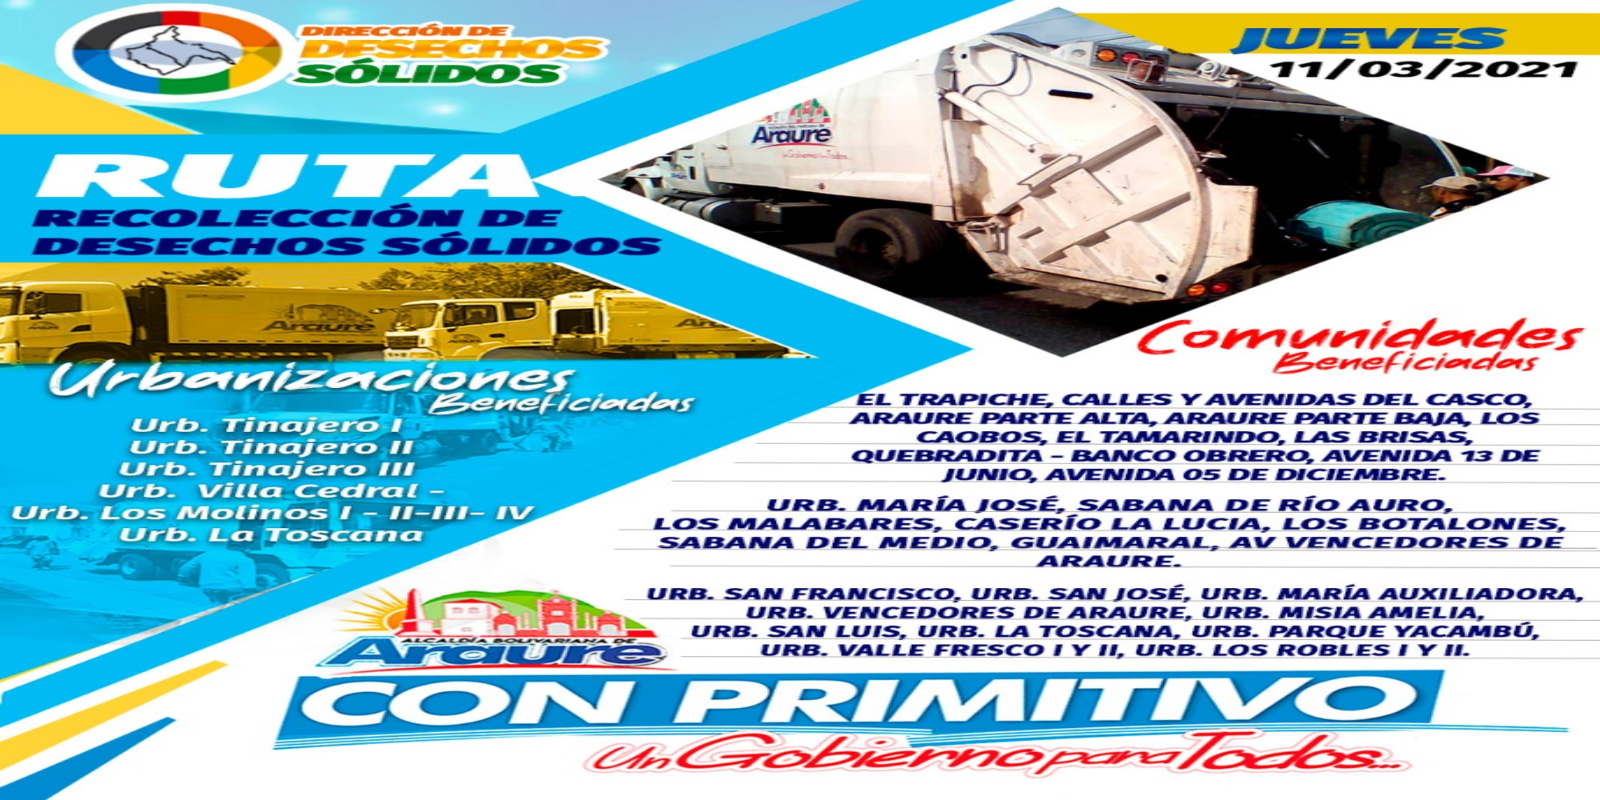 DIRECCIÓN DE
DESECHOS
SÓLIDOS
JUEVES
11/03/2021
RUTA
RECOLECCIÓN DE
DESECHOS SÓLIDOS
Araure
un Gobierno para Todos...
Araure
Urbanizaciones
Beneficiadas
Urb. Tinajero I
Urb. Tinajero II
Urb. Tinajero III
Urb. Villa Cedral -
Urb. Los Molinos I - II-III- IV
Urb. La Toscana
Comunidades
Beneficiadas
EL TRAPICHE, CALLES Y AVENIDAS DEL CASCO,
ARAURE PARTE ALTA, ARAURE PARTE BAJA, LOS
CAOBOS, EL TAMARINDO, LAS BRISAS,
QUEBRADITA - BANCO OBRERO, AVENIDA 13 DE
JUNIO, AVENIDA 05 DE DICIEMBRE.
URB. MARÍA JOSÉ, SABANA DE RÍO AURO,
LOS MALABARES, CASERÍO LA LUCIA, LOS BOTALONES,
SABANA DEL MEDIO, GUAIMARAL, AV VENCEDORES DE
ARAURE.
URB. SAN FRANCISCO, URB. SAN JOSÉ, URB. MARÍA AUXILIADORA,
URB. VENCEDORES DE ARAURE, URB. MISIA AMELIA,
URB. SAN LUIS, URB. LA TOSCANA, URB. PARQUE YACAMBÚ,
URB. VALLE FRESCO I Y II, URB. LOS ROBLES I Y II.
ALCALDÍA BOLIVARIANA DE
Araure
CON PRIMITIVO
Un Gobierno para Todos...